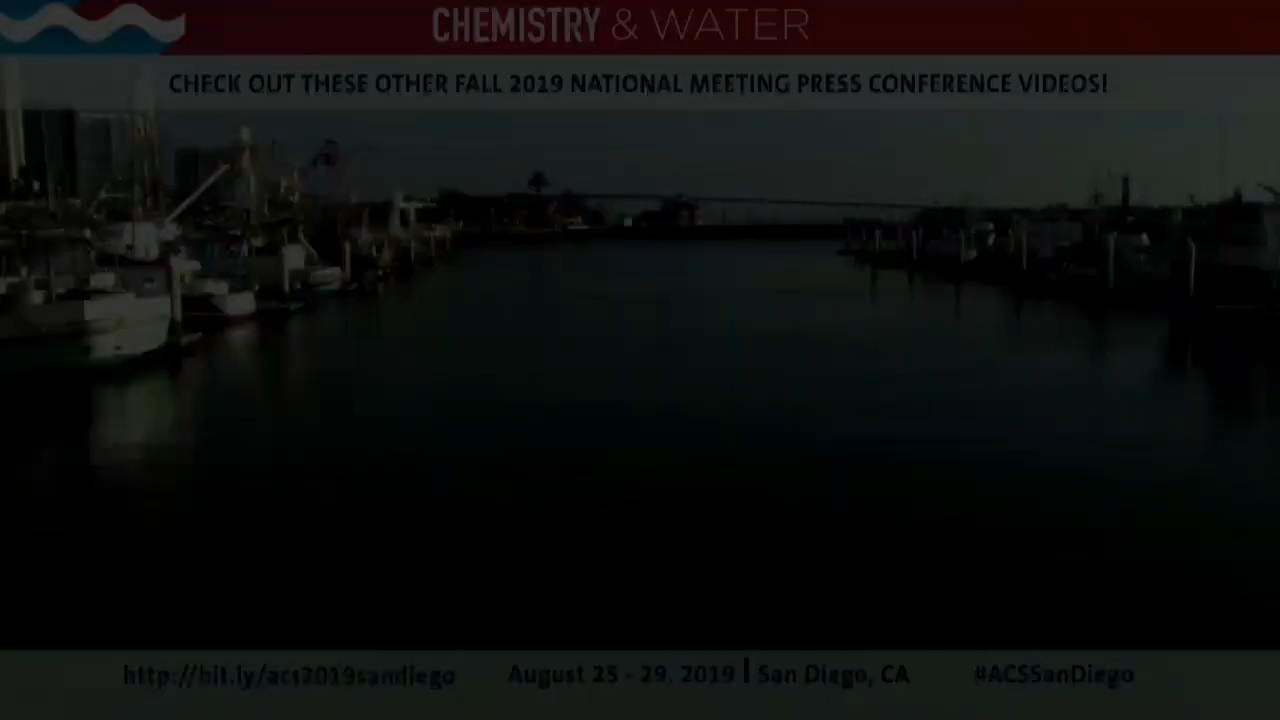 CHEMISTRY & WATER
CHECK OUT THESE OTHER FALL 2019 NATIONAL MEETING PRESS CONFERENCE VIDEOS!
http://bit.ly/acs2019sandiego August 25 - 29, 2019 | San Diego, CA #ACSSanDiego